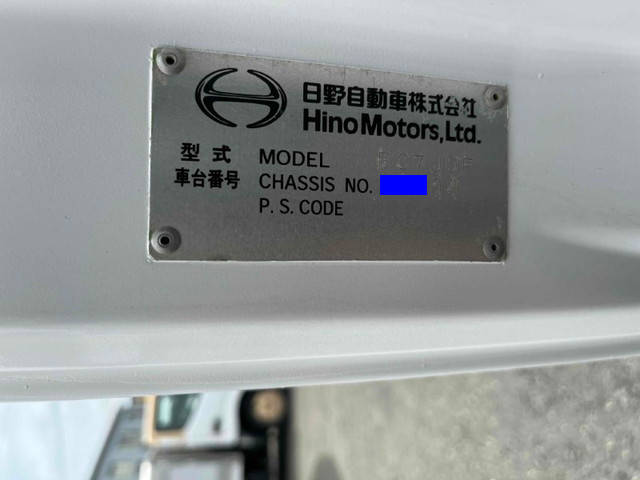 日野自動車株式会社
Hino Motors, Ltd.
型式 MODEL
車台番号 CHASSIS NO.
P. S. CODE